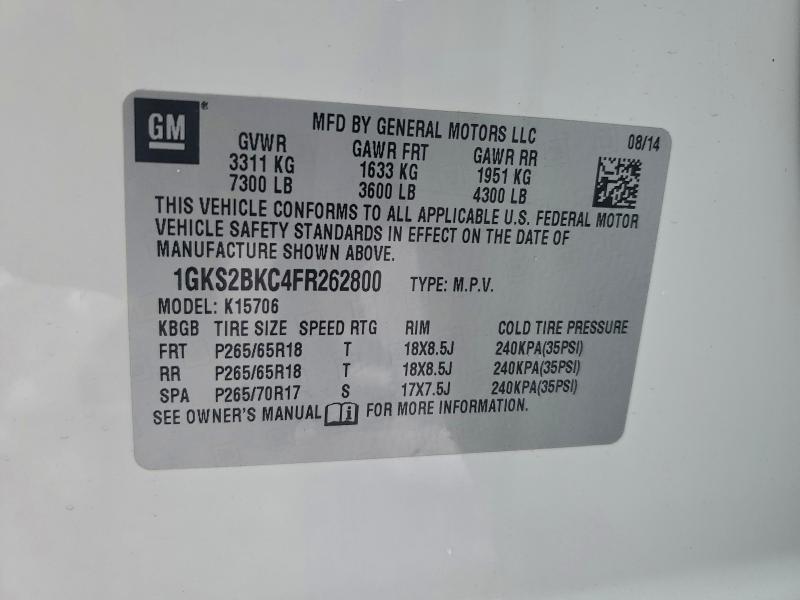 GM®
MFD BY GENERAL MOTORS LLC 08/14
GVWR GAWR FRT GAWR RR
3311 KG 1633 KG 1951 KG
7300 LB 3600 LB 4300 LB
THIS VEHICLE CONFORMS TO ALL APPLICABLE U.S. FEDERAL MOTOR
VEHICLE SAFETY STANDARDS IN EFFECT ON THE DATE OF
MANUFACTURE SHOWN ABOVE.
1GKS2BKC4FR262800 TYPE: M.P.V.
MODEL: K15706
KBGB TIRE SIZE SPEED RTG RIM COLD TIRE PRESSURE
FRT P265/65R18 T 18X8.5J 240KPA(35PSI)
RR P265/65R18 T 18X8.5J 240KPA(35PSI)
SPA P265/70R17 S 17X7.5J 240KPA(35PSI)
SEE OWNER'S MANUAL FOR MORE INFORMATION.